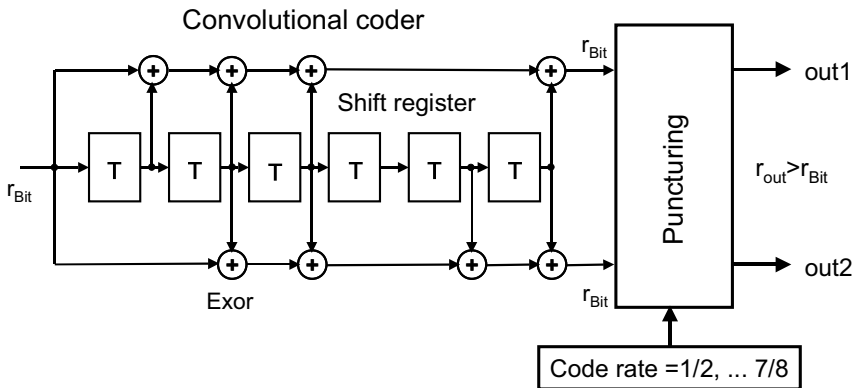 Convolutional coder
r_Bit
out1
Shift register
T T T T T T
r_Bit
Puncturing
r_out>r_Bit
+ + + +
+ + + +
out2
Exor
r_Bit
Code rate =1/2, ... 7/8